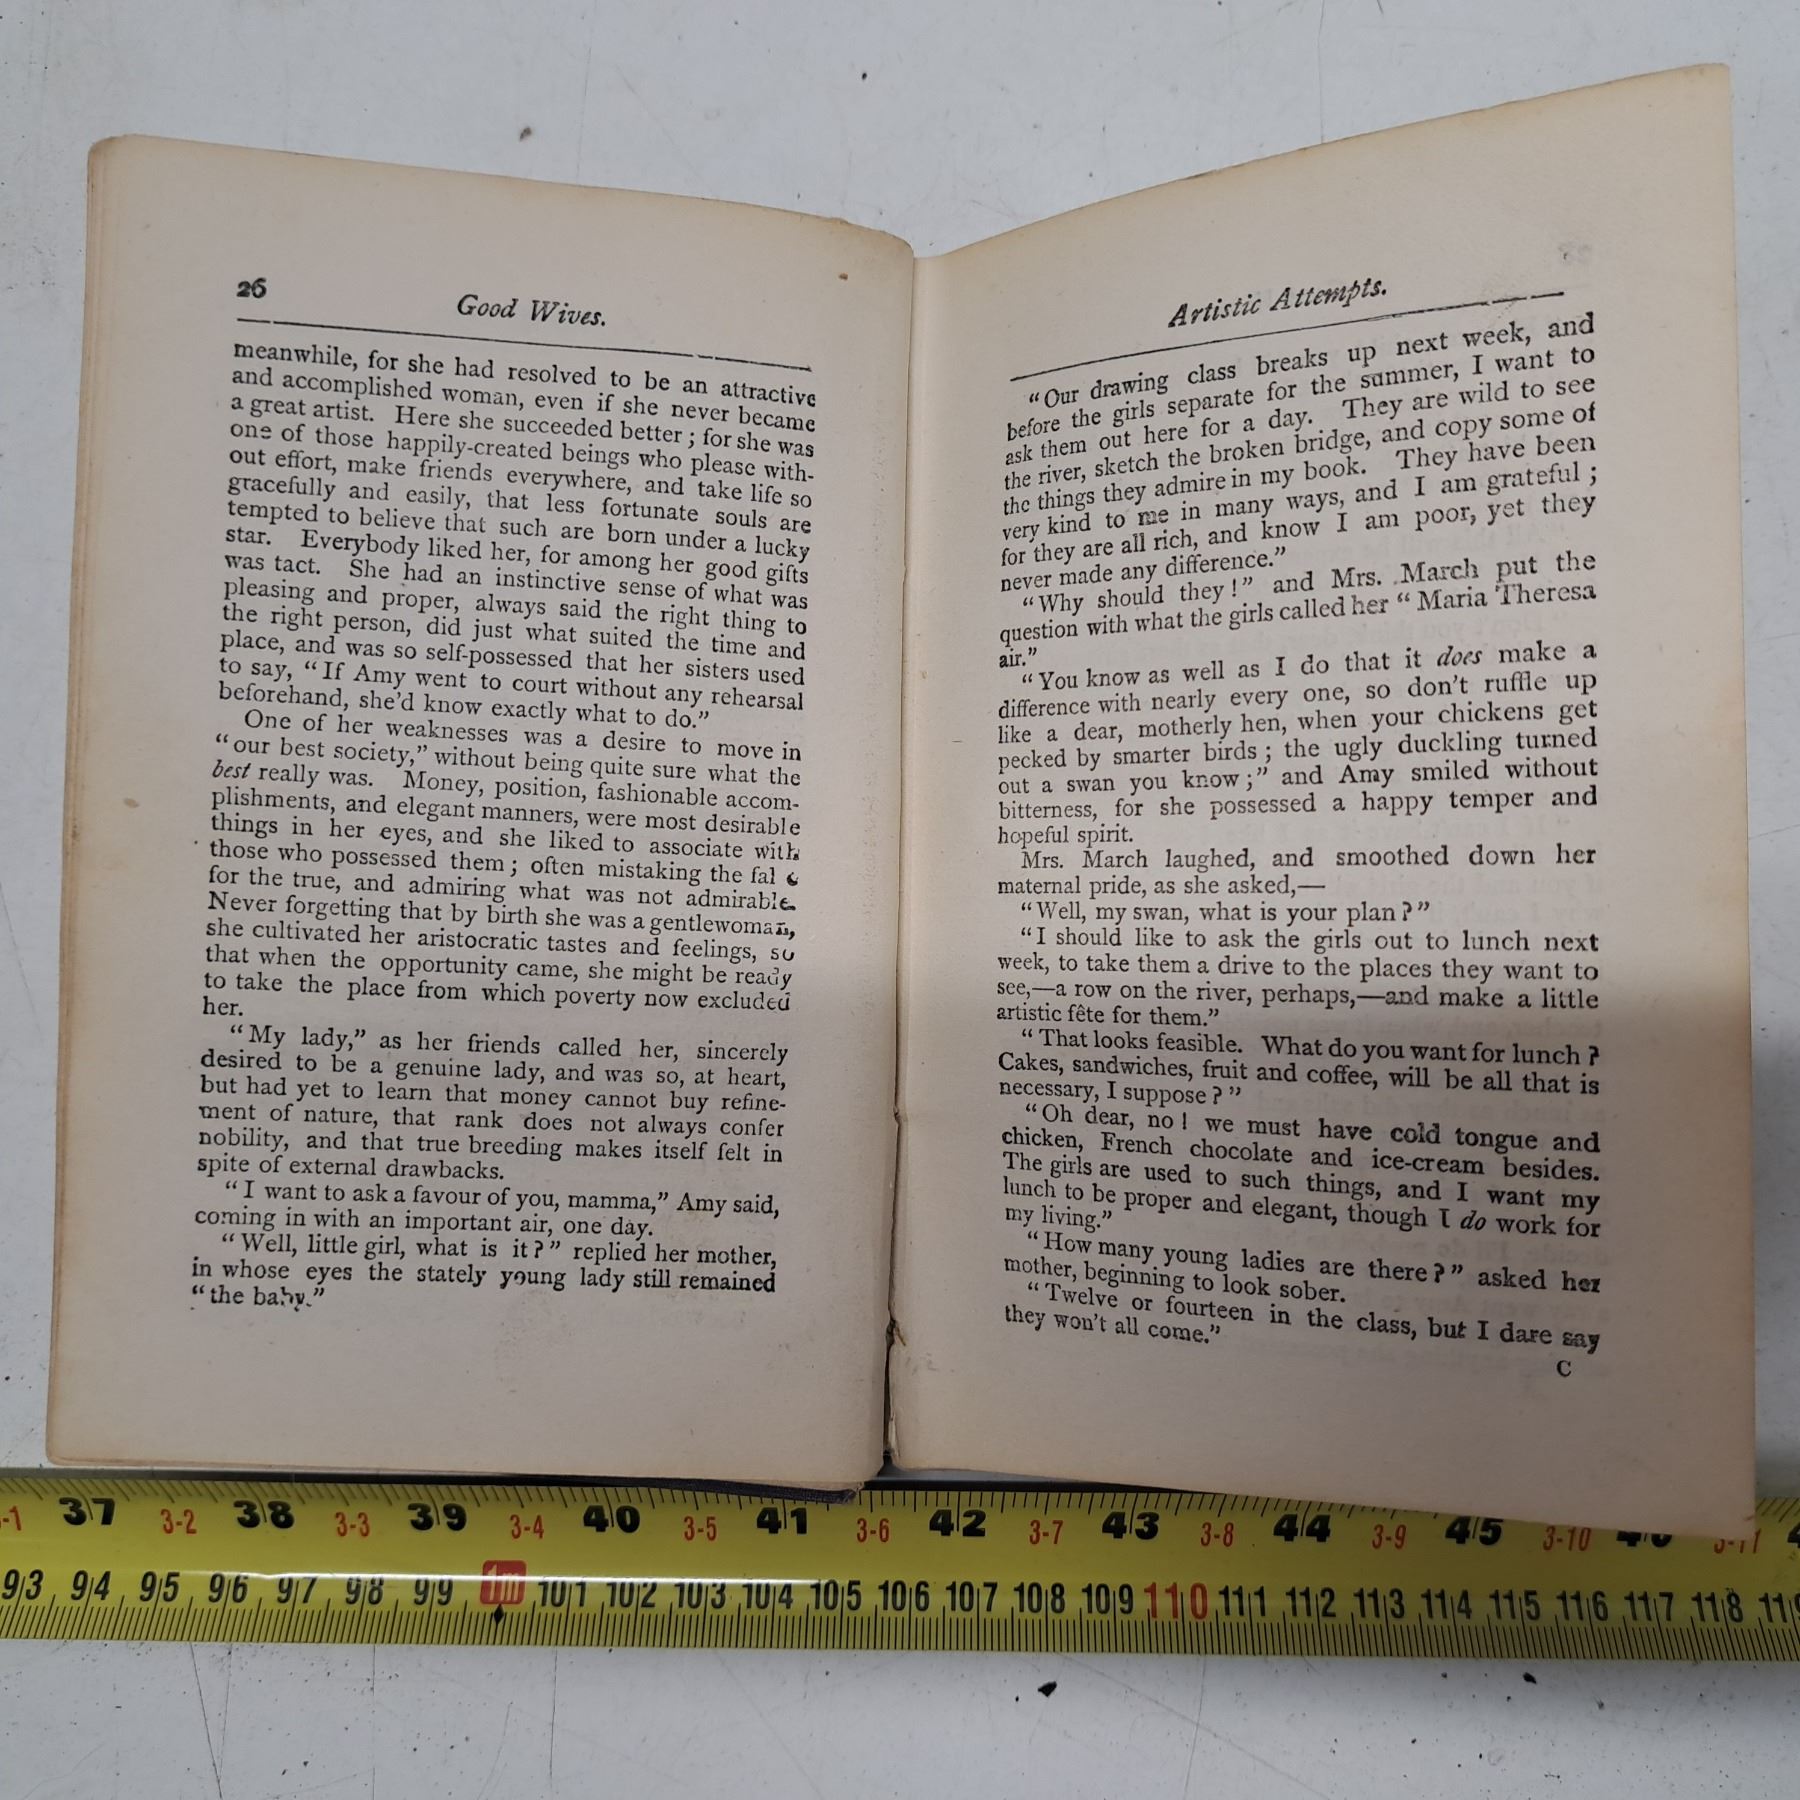 26
Good Wives.
meanwhile, for she had resolved to be an attractive
and accomplished woman, even if she never became
a great artist. Here she succeeded better; for she was
one of those happily-created beings who please with-
out effort, make friends everywhere, and take life so
gracefully and easily, that less fortunate souls are
tempted to believe that such are born under a lucky
star. Everybody liked her, for among her good gifts
was tact. She had an instinctive sense of what was
pleasing and proper, always said the right thing to
the right person, did just what suited the time and
place, and was so self-possessed that her sisters used
to say, "If Amy went to court without any rehearsal
beforehand, she'd know exactly what to do."
One of her weaknesses was a desire to move in
"our best society," without being quite sure what the
best really was. Money, position, fashionable accom-
plishments, and elegant manners, were most desirable
things in her eyes, and she liked to associate with
those who possessed them; often mistaking the fal e
for the true, and admiring what was not admirable.
Never forgetting that by birth she was a gentlewoman,
she cultivated her aristocratic tastes and feelings, so
that when the opportunity came, she might be ready
to take the place from which poverty now excluded
her.
"My lady," as her friends called her, sincerely
desired to be a genuine lady, and was so, at heart,
but had yet to learn that money cannot buy refine-
ment of nature, that rank does not always confer
nobility, and that true breeding makes itself felt in
spite of external drawbacks.
"I want to ask a favour of you, mamma," Amy said,
coming in with an important air, one day.
"Well, little girl, what is it?" replied her mother,
in whose eyes the stately young lady still remained
"the baby."
Artistic Attempts.
"Our drawing class breaks up next week, and
before the girls separate for the summer, I want to
ask them out here for a day. They are wild to see
the river, sketch the broken bridge, and copy some of
the things they admire in my book. They have been
very kind to me in many ways, and I am grateful;
for they are all rich, and know I am poor, yet they
never made any difference."
"Why should they!" and Mrs. March put the
question with what the girls called her "Maria Theresa
air."
"You know as well as I do that it does make a
difference with nearly every one, so don't ruffle up
like a dear, motherly hen, when your chickens get
pecked by smarter birds; the ugly duckling turned
out a swan you know;" and Amy smiled without
bitterness, for she possessed a happy temper and
hopeful spirit.
Mrs. March laughed, and smoothed down her
maternal pride, as she asked,—
"Well, my swan, what is your plan?"
"I should like to ask the girls out to lunch next
week, to take them a drive to the places they want to
see,—a row on the river, perhaps,—and make a little
artistic fête for them."
"That looks feasible. What do you want for lunch?
Cakes, sandwiches, fruit and coffee, will be all that is
necessary, I suppose?"
"Oh dear, no! we must have cold tongue and
chicken, French chocolate and ice-cream besides.
The girls are used to such things, and I want my
lunch to be proper and elegant, though I do work for
my living."
"How many young ladies are there?" asked her
mother, beginning to look sober.
"Twelve or fourteen in the class, but I dare say
they won't all come."
C
37 3-2 38 3-3 39 3-4 40 3-5 41 3-6 42 3-7 43 3-8 44 3-9 45 3-10
93 94 95 96 97 98 99 1m 101 102 103 104 105 106 107 108 109 110 111 112 113 114 115 116 117 118